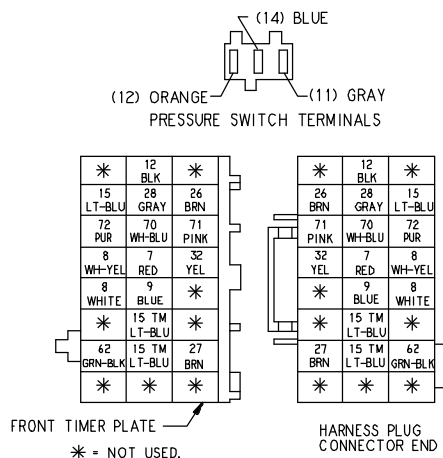 (14) BLUE
(12) ORANGE
(11) GRAY
PRESSURE SWITCH TERMINALS
* 12 BLK *
15 LT-BLU 28 GRAY 26 BRN
72 PUR 70 WH-BLU 71 PINK
8 WH-YEL 7 RED 32 YEL
8 WHITE 9 BLUE *
* 15 TM LT-BLU *
62 GRN-BLK 15 TM LT-BLU 27 BRN
* * *
FRONT TIMER PLATE
* = NOT USED.
* 12 BLK *
26 BRN 28 GRAY 15 LT-BLU
71 PINK 70 WH-BLU 72 PUR
32 YEL 7 RED 8 WH-YEL
* 9 BLUE 8 WHITE
* 15 TM LT-BLU *
27 BRN 15 TM LT-BLU 62 GRN-BLK
* * *
HARNESS PLUG
CONNECTOR END